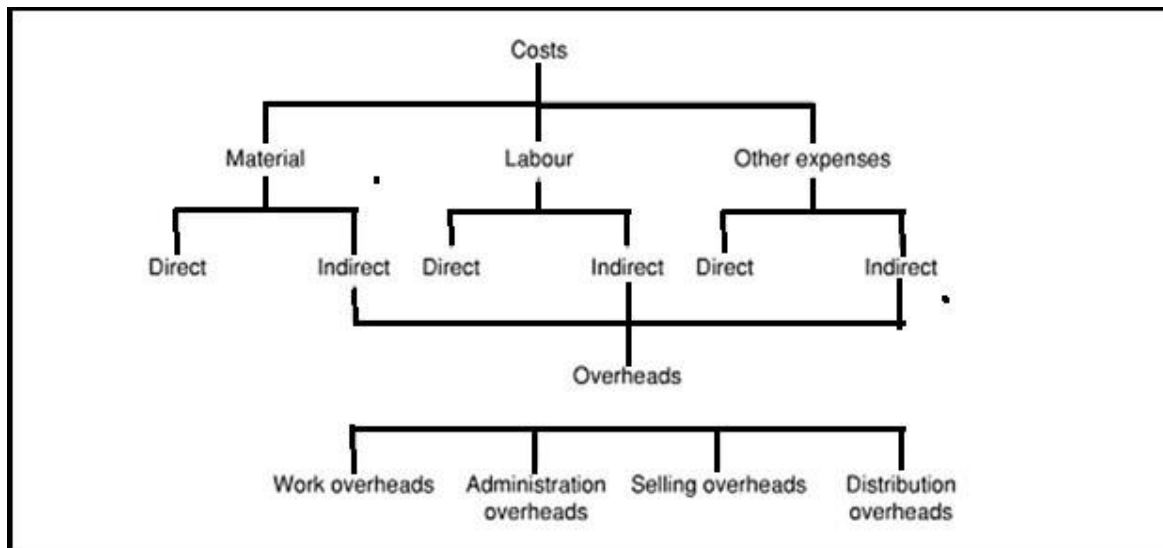 Costs
Material Labour Other expenses
Direct Indirect Direct Indirect Direct Indirect
Overheads
Work overheads Administration overheads Selling overheads Distribution overheads